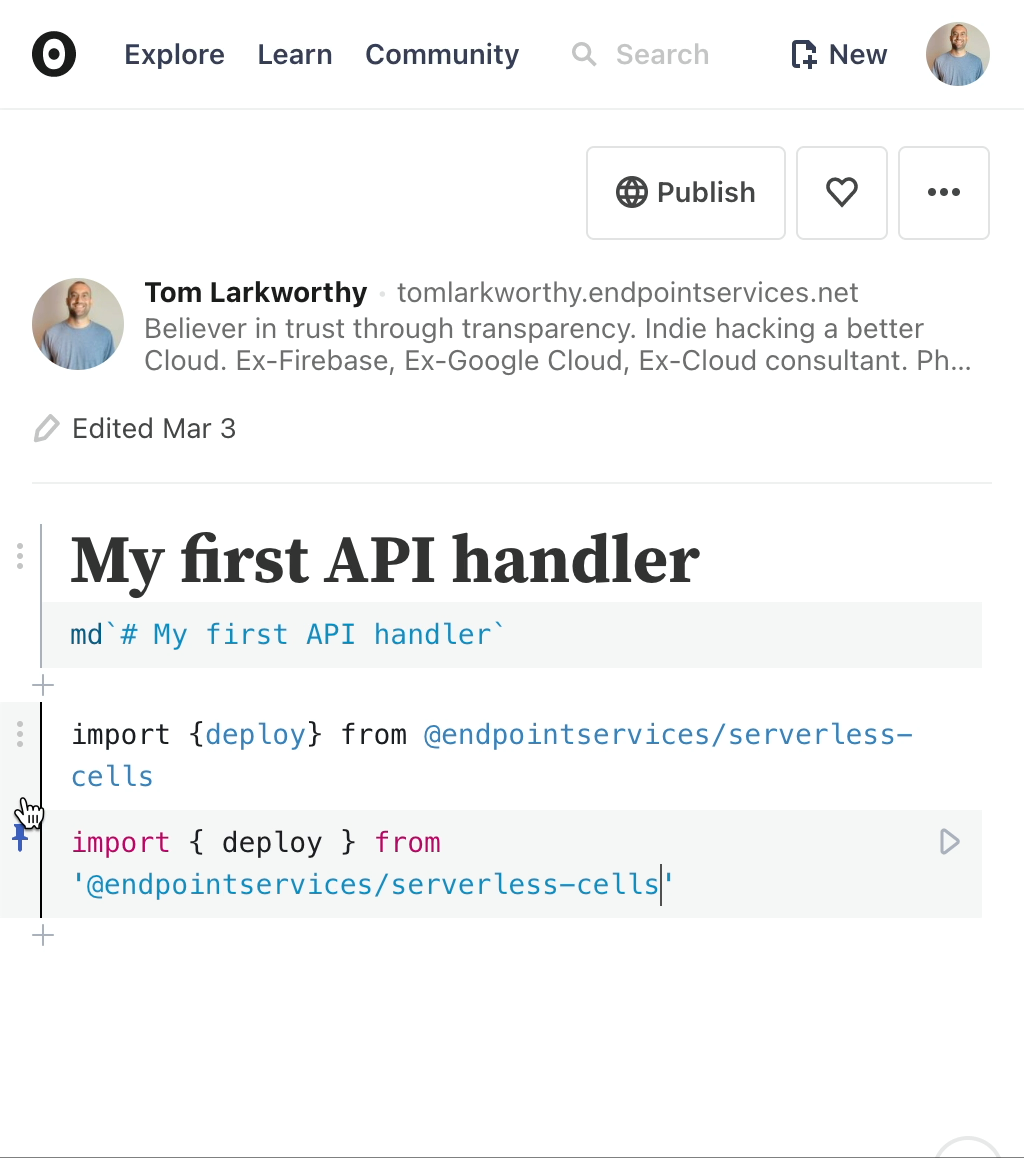 Explore Learn Community Search New
Publish
Tom Larkworthy • tomlarkworthy.endpointservices.net
Believer in trust through transparency. Indie hacking a better
Cloud. Ex-Firebase, Ex-Google Cloud, Ex-Cloud consultant. Ph...
Edited Mar 3
My first API handler
md`# My first API handler`
import {deploy} from @endpointservices/serverless-
cells
import { deploy } from
'@endpointservices/serverless-cells'